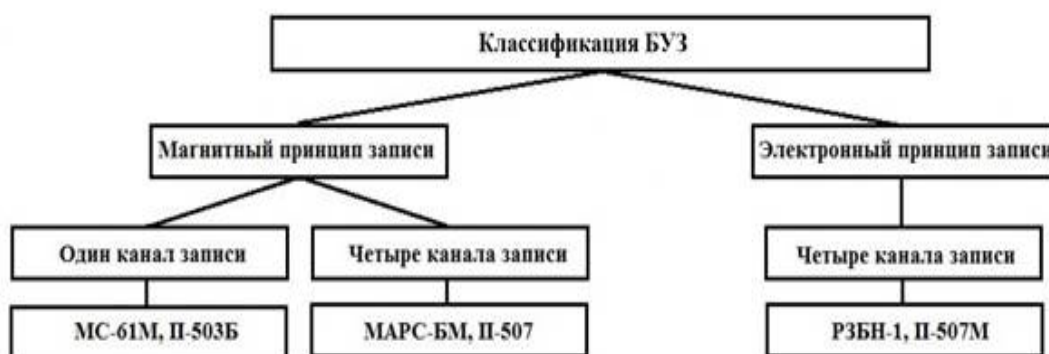 Классификация БУЗ
Магнитный принцип записи
Электронный принцип записи
Один канал записи
Четыре канала записи
Четыре канала записи
МС-61М, П-503Б
МАРС-БМ, П-507
РЗБН-1, П-507М